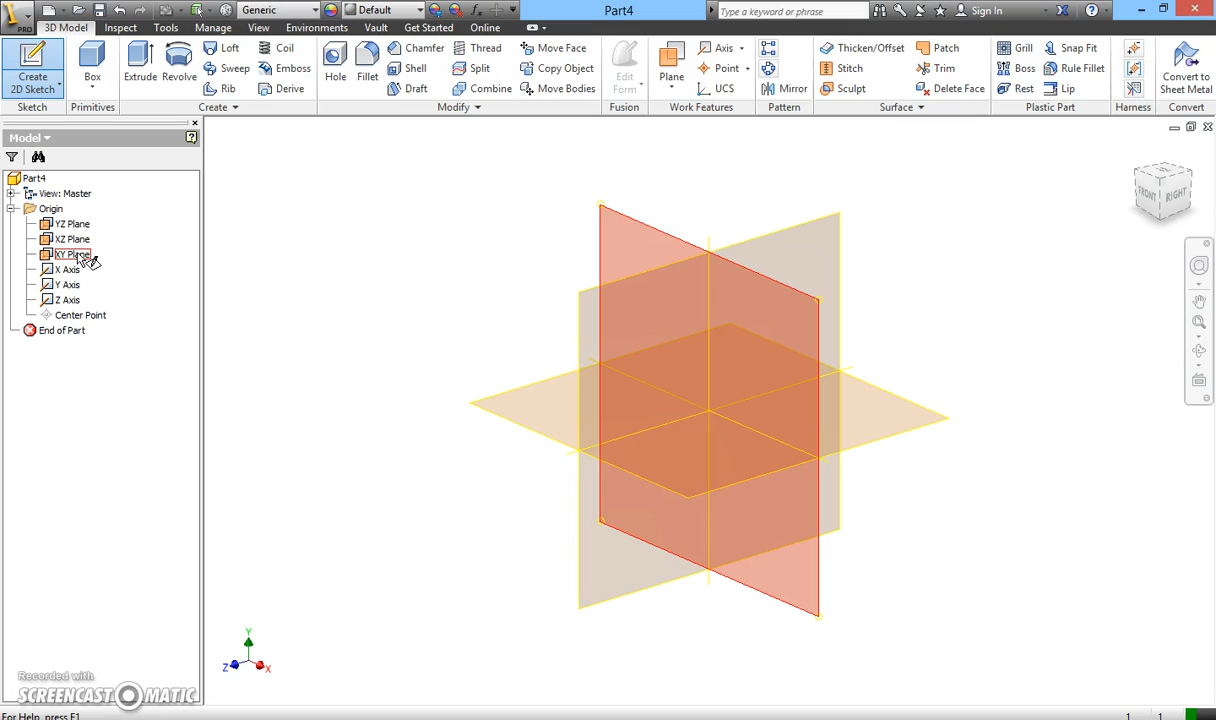 PRO
Generic
Default
fx
Part4
Type a keyword or phrase
Sign In
3D Model
Inspect
Tools
Manage
View
Environments
Vault
Get Started
Online
Create
2D Sketch
Box
Extrude
Revolve
Loft
Sweep
Rib
Coil
Emboss
Derive
Hole
Fillet
Chamfer
Shell
Draft
Thread
Split
Combine
Move Face
Copy Object
Move Bodies
Edit
Form
Plane
Axis
Point
UCS
Mirror
Thicken/Offset
Stitch
Sculpt
Patch
Trim
Delete Face
Grill
Boss
Rest
Snap Fit
Rule Fillet
Lip
Convert to
Sheet Metal
Sketch
Primitives
Create
Modify
Fusion
Work Features
Pattern
Surface
Plastic Part
Harness
Convert
Model
Part4
View: Master
Origin
YZ Plane
XZ Plane
XY Plane
X Axis
Y Axis
Z Axis
Center Point
End of Part
FRONT
RIGHT
Y
Z
X
Recorded with
SCREENCAST-O-MATIC
For Help, press F1
1
1